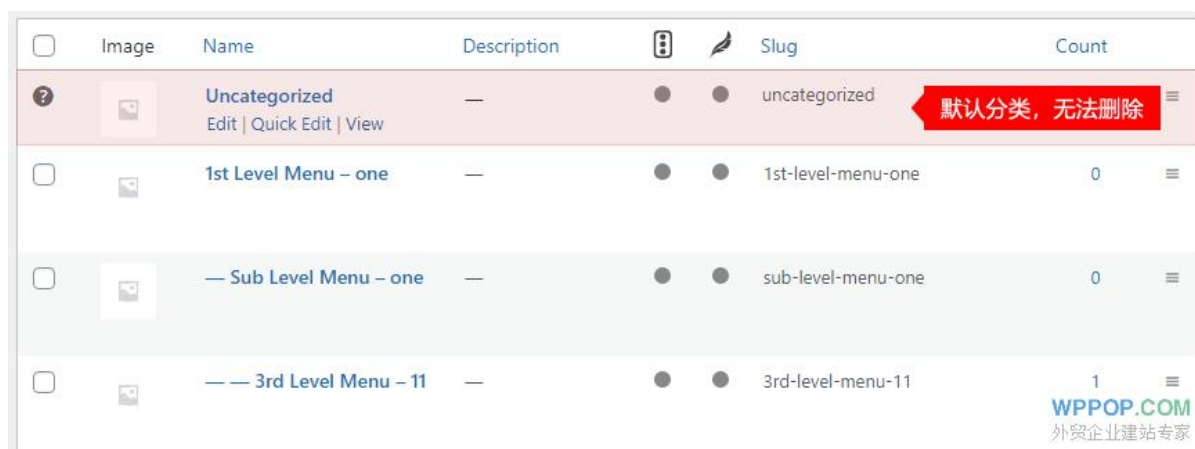 Image Name Description Slug Count
Uncategorized — uncategorized 默认分类，无法删除
Edit | Quick Edit | View
1st Level Menu – one — 1st-level-menu-one 0
— Sub Level Menu – one — sub-level-menu-one 0
— — 3rd Level Menu – 11 — 3rd-level-menu-11 1
WPPOP.COM
外贸企业建站专家